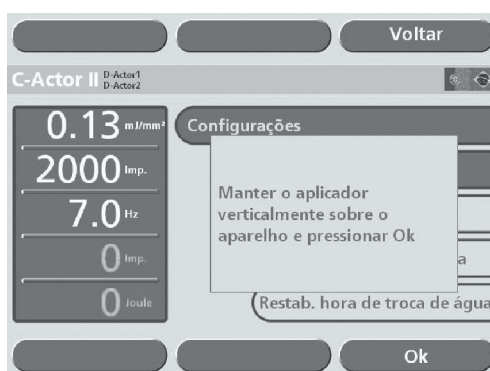 Voltar
C-Actor II D-Actor1
D-Actor2
0.13 mJ/mm²
2000 Imp.
7.0 Hz
0 Imp.
0 Joule
Configurações
Manter o aplicador
verticalmente sobre o
aparelho e pressionar Ok
a
Restab. hora de troca de água
Ok